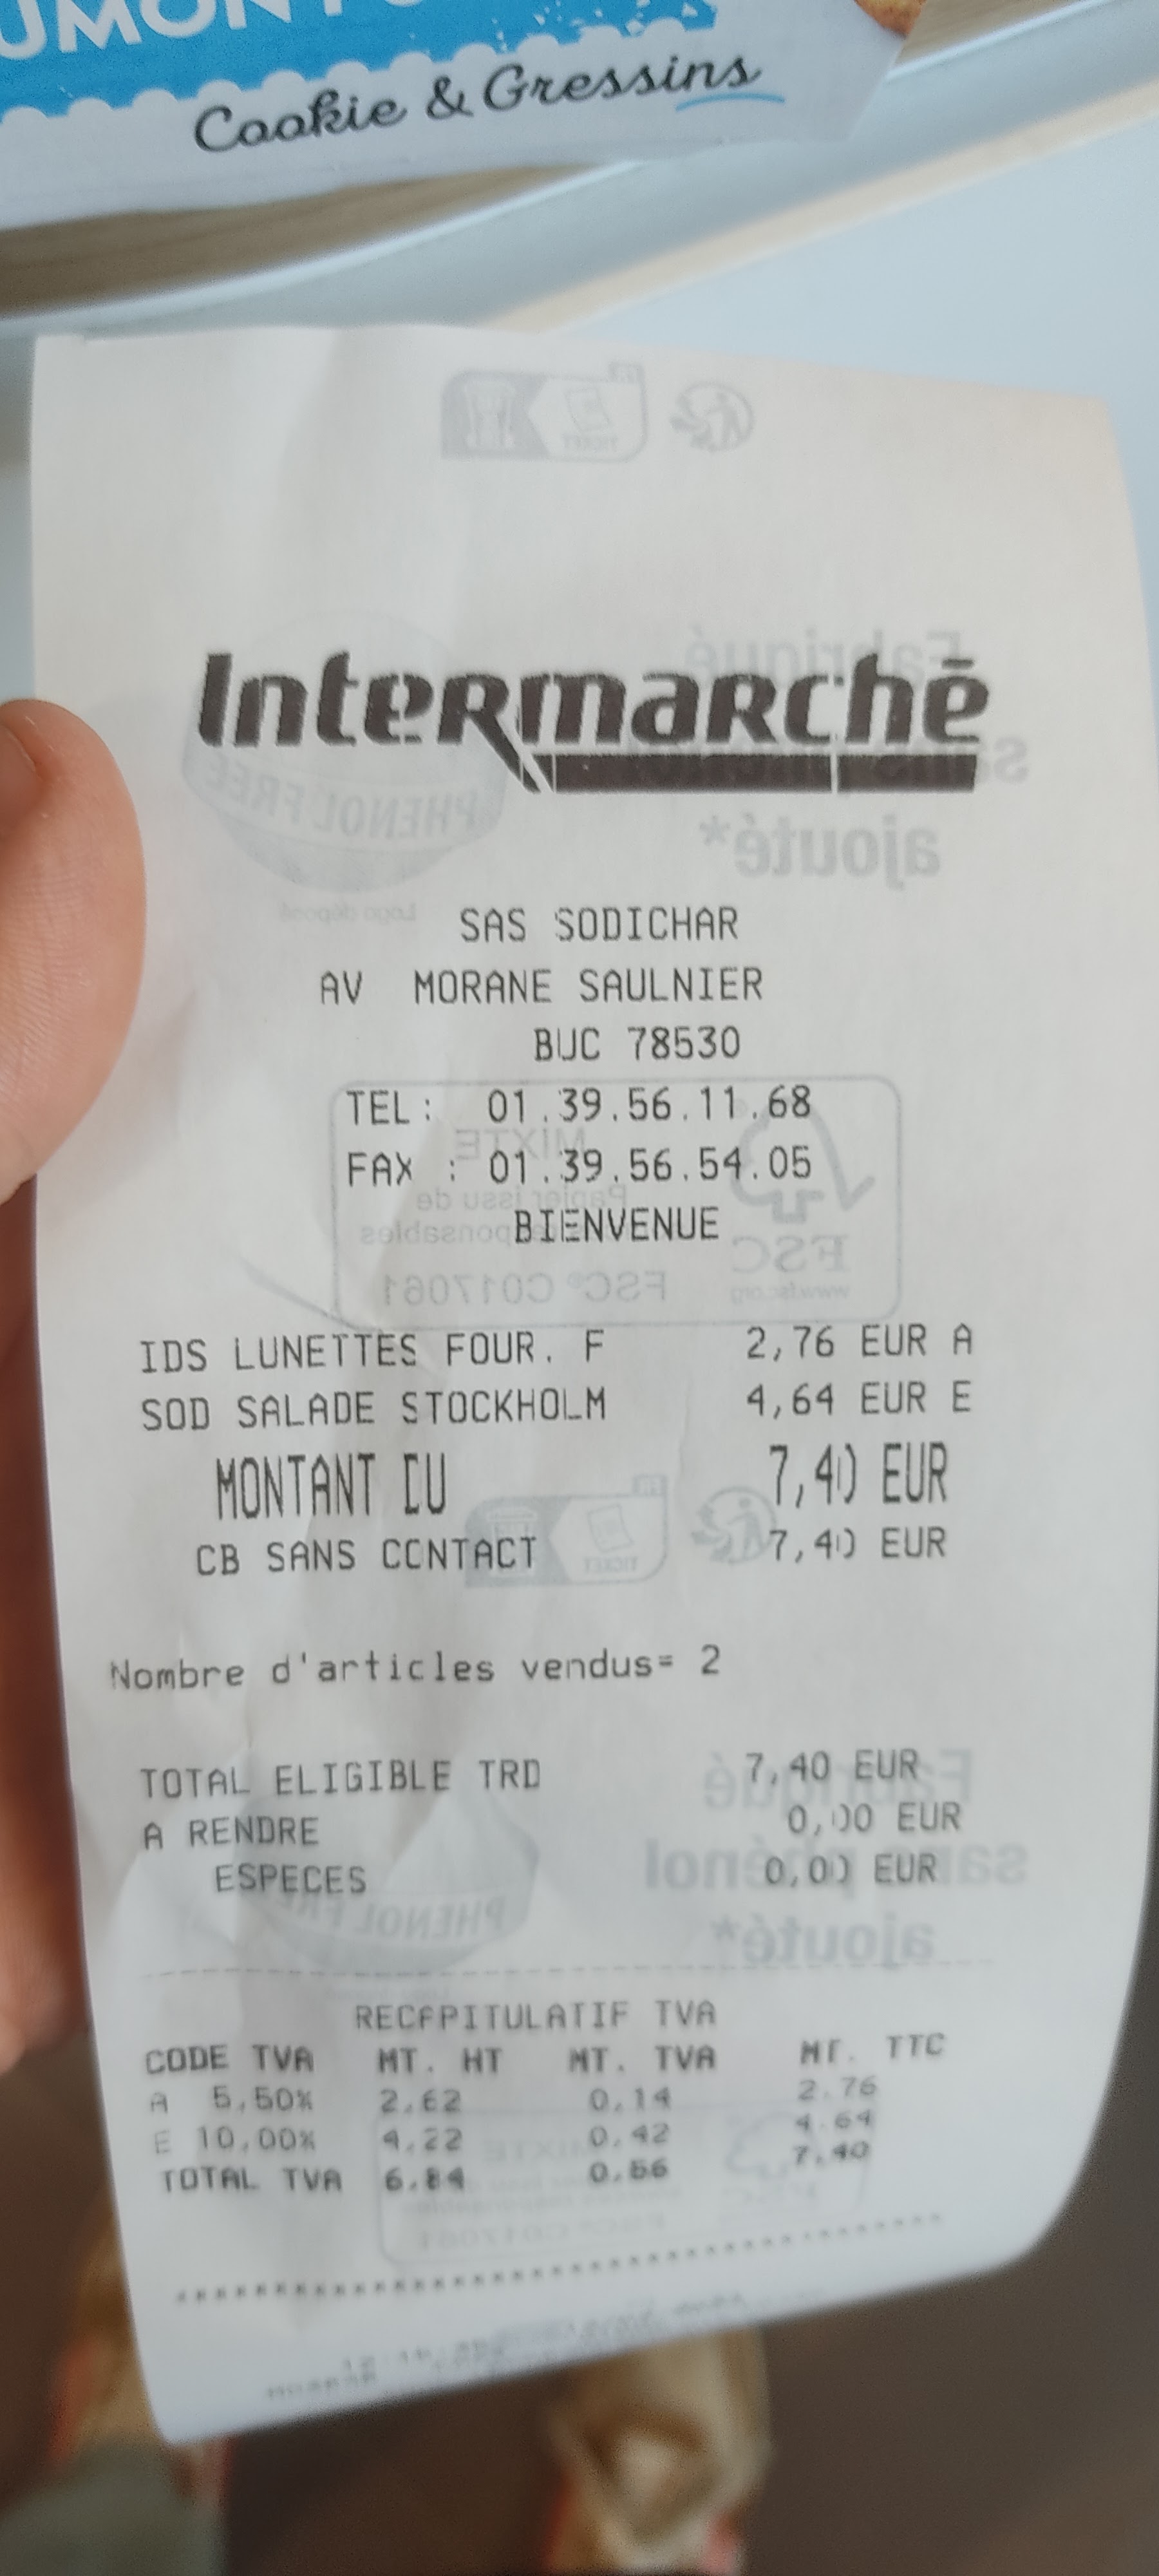 Cookie & Gressins
Intermarchē
SAS SODICHAR
AV MORANE SAULNIER
BUC 78530
TEL: 01.39.56.11.68
FAX : 01.39.56.54.05
BIENVENUE
IDS LUNETTES FOUR. F 2,76 EUR A
SOD SALADE STOCKHOLM 4,64 EUR E
MONTANT DU 7,40 EUR
CB SANS CONTACT 7,40 EUR
Nombre d'articles vendus= 2
TOTAL ELIGIBLE TRD 7,40 EUR
A RENDRE 0,00 EUR
ESPECES 0,00 EUR
RECAPITULATIF TVA
CODE TVA MT. HT MT. TVA MT. TTC
A 5,50% 2.62 0.14 2.76
E 10,00% 4.22 0.42 4.64
TOTAL TVA 6.84 0.56 7.40